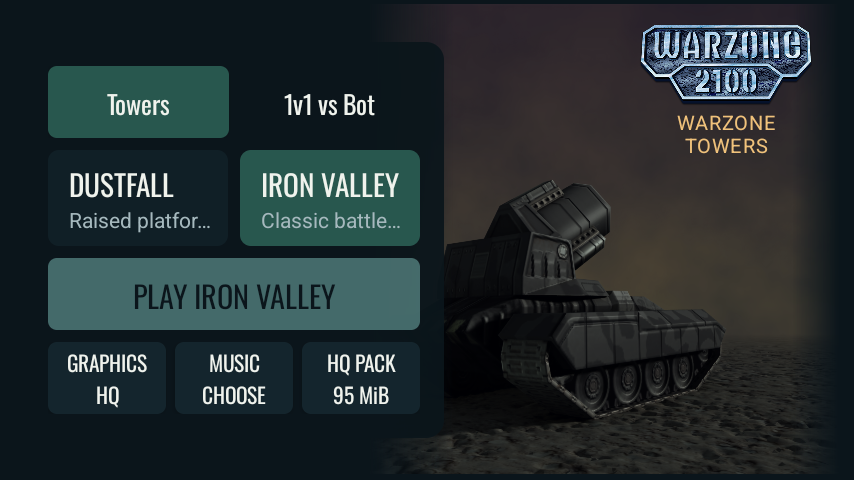 WARZONE
2100
WARZONE
TOWERS
Towers
1v1 vs Bot
DUSTFALL
Raised platfor...
IRON VALLEY
Classic battle...
PLAY IRON VALLEY
GRAPHICS
HQ
MUSIC
CHOOSE
HQ PACK
95 MiB